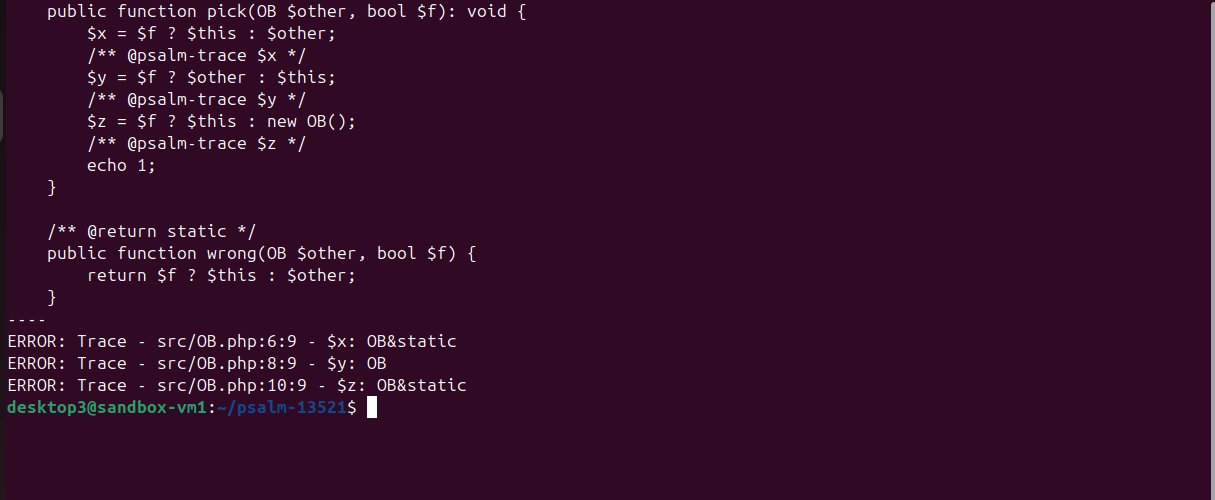 public function pick(OB $other, bool $f): void {
        $x = $f ? $this : $other;
        /** @psalm-trace $x */
        $y = $f ? $other : $this;
        /** @psalm-trace $y */
        $z = $f ? $this : new OB();
        /** @psalm-trace $z */
        echo 1;
    }

    /** @return static */
    public function wrong(OB $other, bool $f) {
        return $f ? $this : $other;
    }
----
ERROR: Trace - src/OB.php:6:9 - $x: OB&static
ERROR: Trace - src/OB.php:8:9 - $y: OB
ERROR: Trace - src/OB.php:10:9 - $z: OB&static
desktop3@sandbox-vm1:~/psalm-13521$